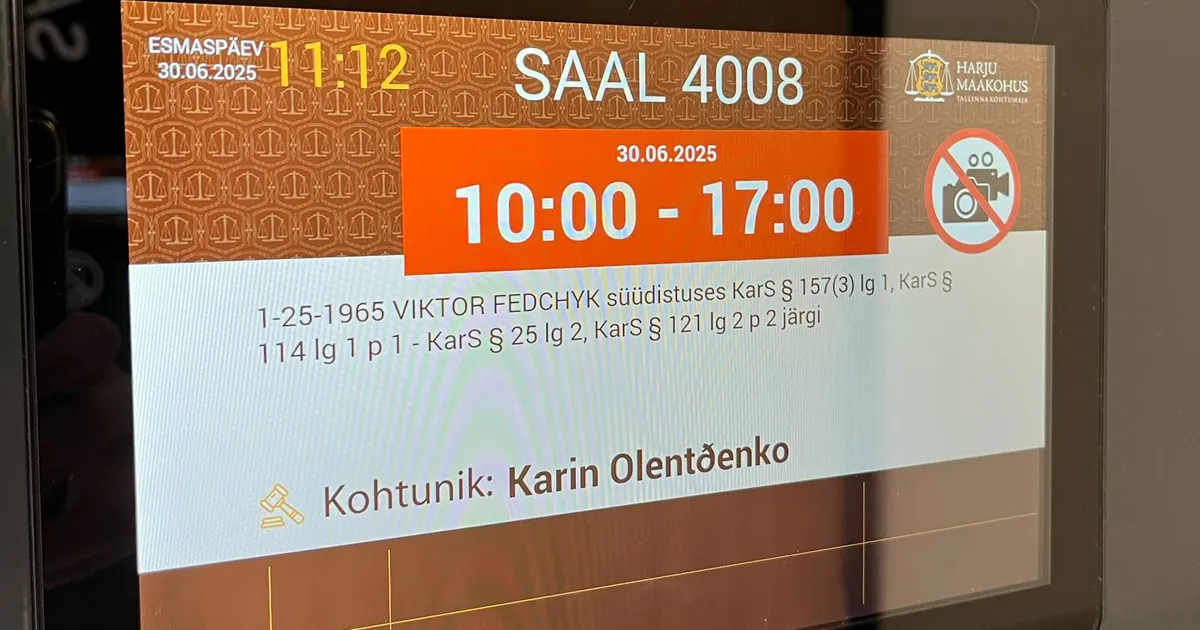 ESMASPÄEV
30.06.2025
11:12
SAAL 4008
HARJU
MAAKOHUS
TALLINNA KOHTUMAJA
30.06.2025
10:00 - 17:00
1-25-1965 VIKTOR FEDCHYK süüdistuses KarS § 157(3) lg 1, KarS §
114 lg 1 p 1 - KarS § 25 lg 2, KarS § 121 lg 2 p 2 järgi
Kohtunik: Karin Olentðenko